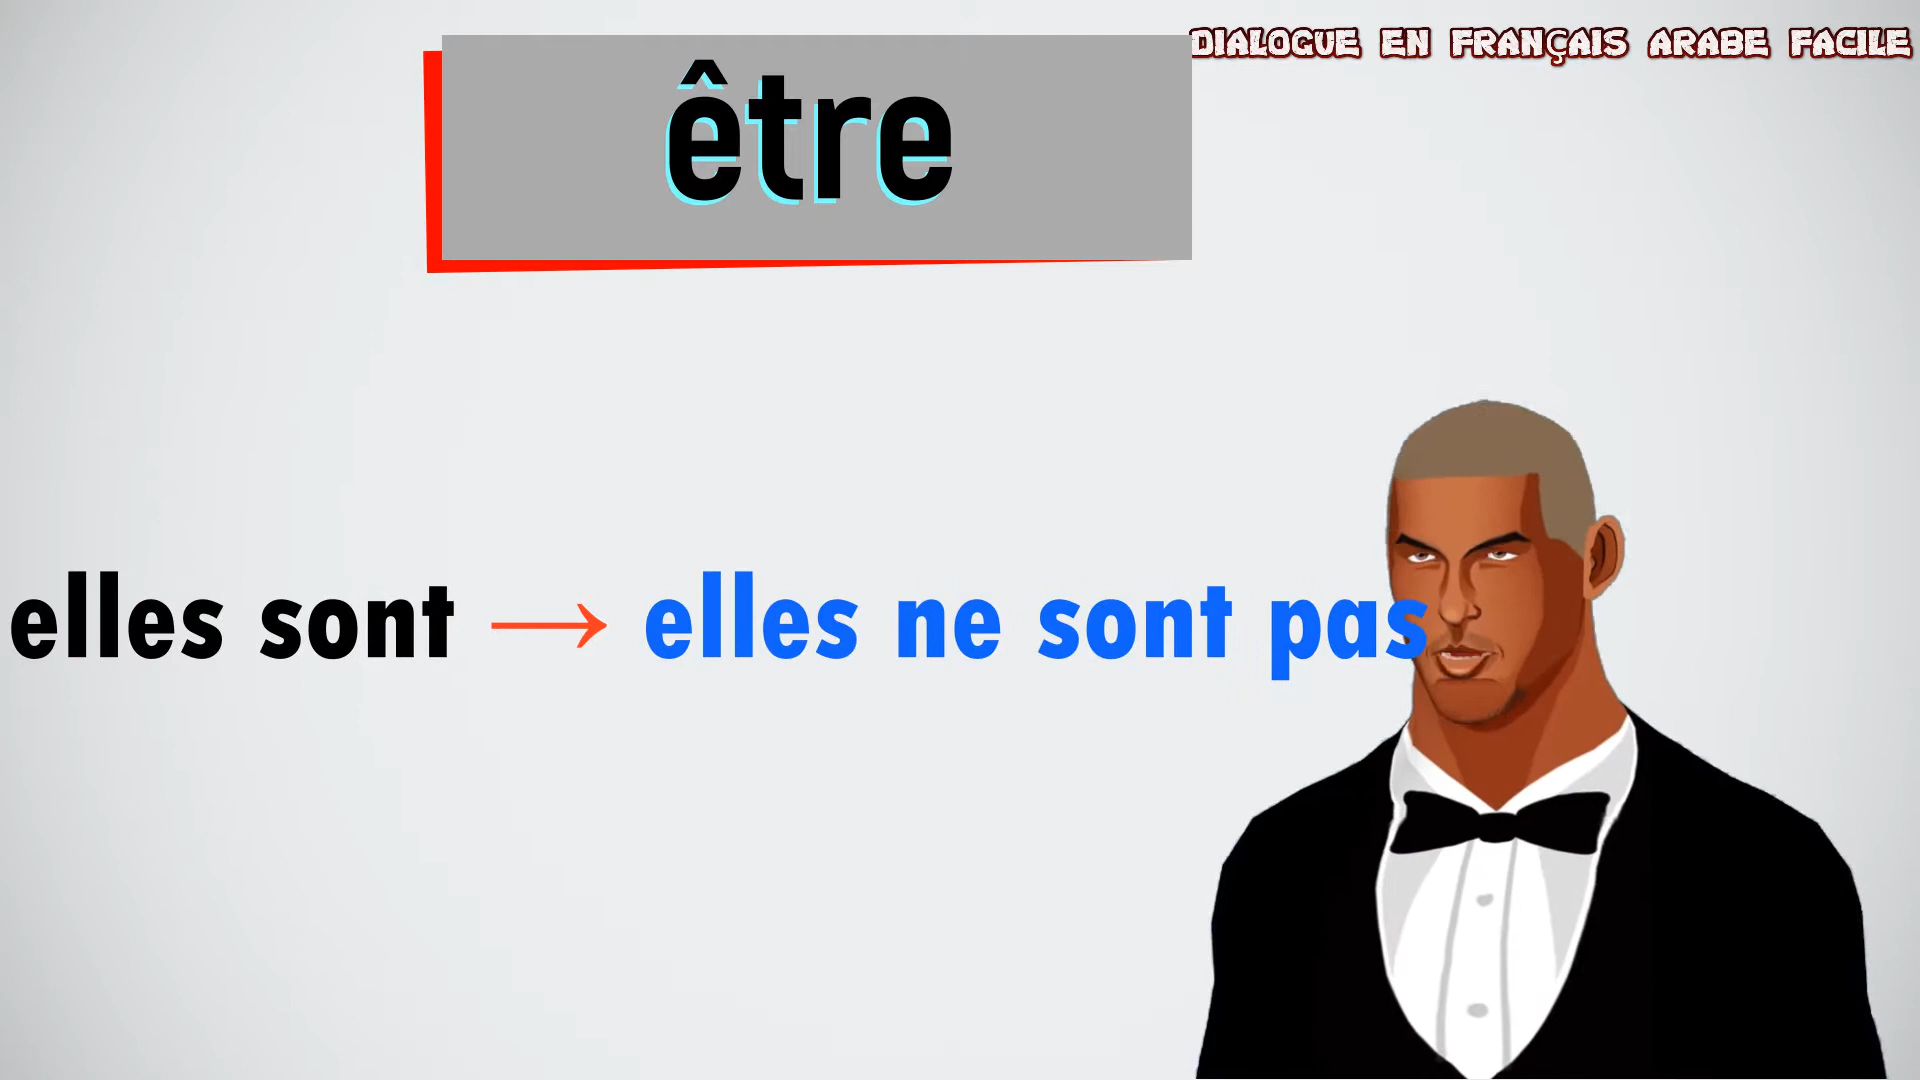 DIALOGUE EN FRANÇAIS ARABE FACILE
être
elles sont → elles ne sont pas